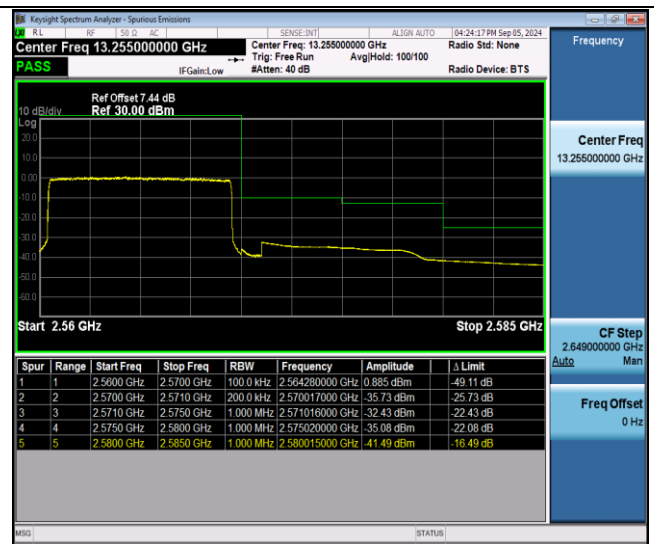 Keysight Spectrum Analyzer - Spurious Emissions
RL RF 50 Ω AC SENSE:INT ALIGN AUTO 04:24:17 PM Sep 05, 2024
Center Freq 13.255000000 GHz
Center Freq: 13.255000000 GHz
Radio Std: None
Trig: Free Run Avg|Hold: 100/100
PASS
IFGain:Low
#Atten: 40 dB
Radio Device: BTS
Ref Offset 7.44 dB
10 dB/div Ref 30.00 dBm
Log
20.0
10.0
0.00
-10.0
-20.0
-30.0
-40.0
-50.0
-60.0
Start 2.56 GHz Stop 2.585 GHz
Spur Range Start Freq Stop Freq RBW Frequency Amplitude Δ Limit
1 1 2.5600 GHz 2.5700 GHz 100.0 kHz 2.564280000 GHz 0.885 dBm -49.11 dB
2 2 2.5700 GHz 2.5710 GHz 200.0 kHz 2.570017000 GHz -35.73 dBm -25.73 dB
3 3 2.5710 GHz 2.5750 GHz 1.000 MHz 2.571016000 GHz -32.43 dBm -22.43 dB
4 4 2.5750 GHz 2.5800 GHz 1.000 MHz 2.575020000 GHz -35.08 dBm -22.08 dB
5 5 2.5800 GHz 2.5850 GHz 1.000 MHz 2.580015000 GHz -41.49 dBm -16.49 dB
MSG STATUS
Frequency
Center Freq
13.255000000 GHz
CF Step
2.649000000 GHz
Auto Man
Freq Offset
0 Hz